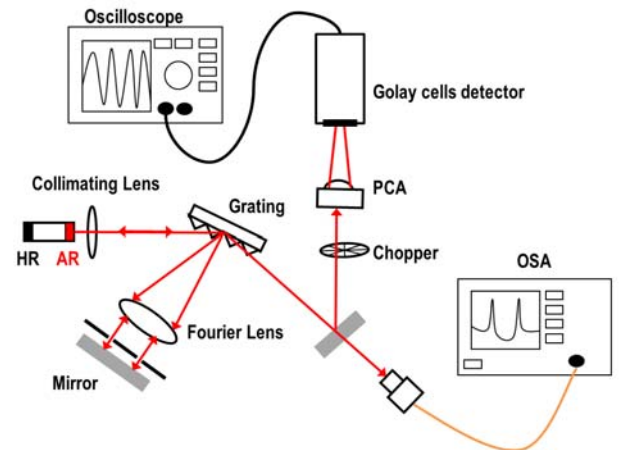 Oscilloscope
Golay cells detector
Collimating Lens
Grating
PCA
HR
AR
Chopper
OSA
Fourier Lens
Mirror